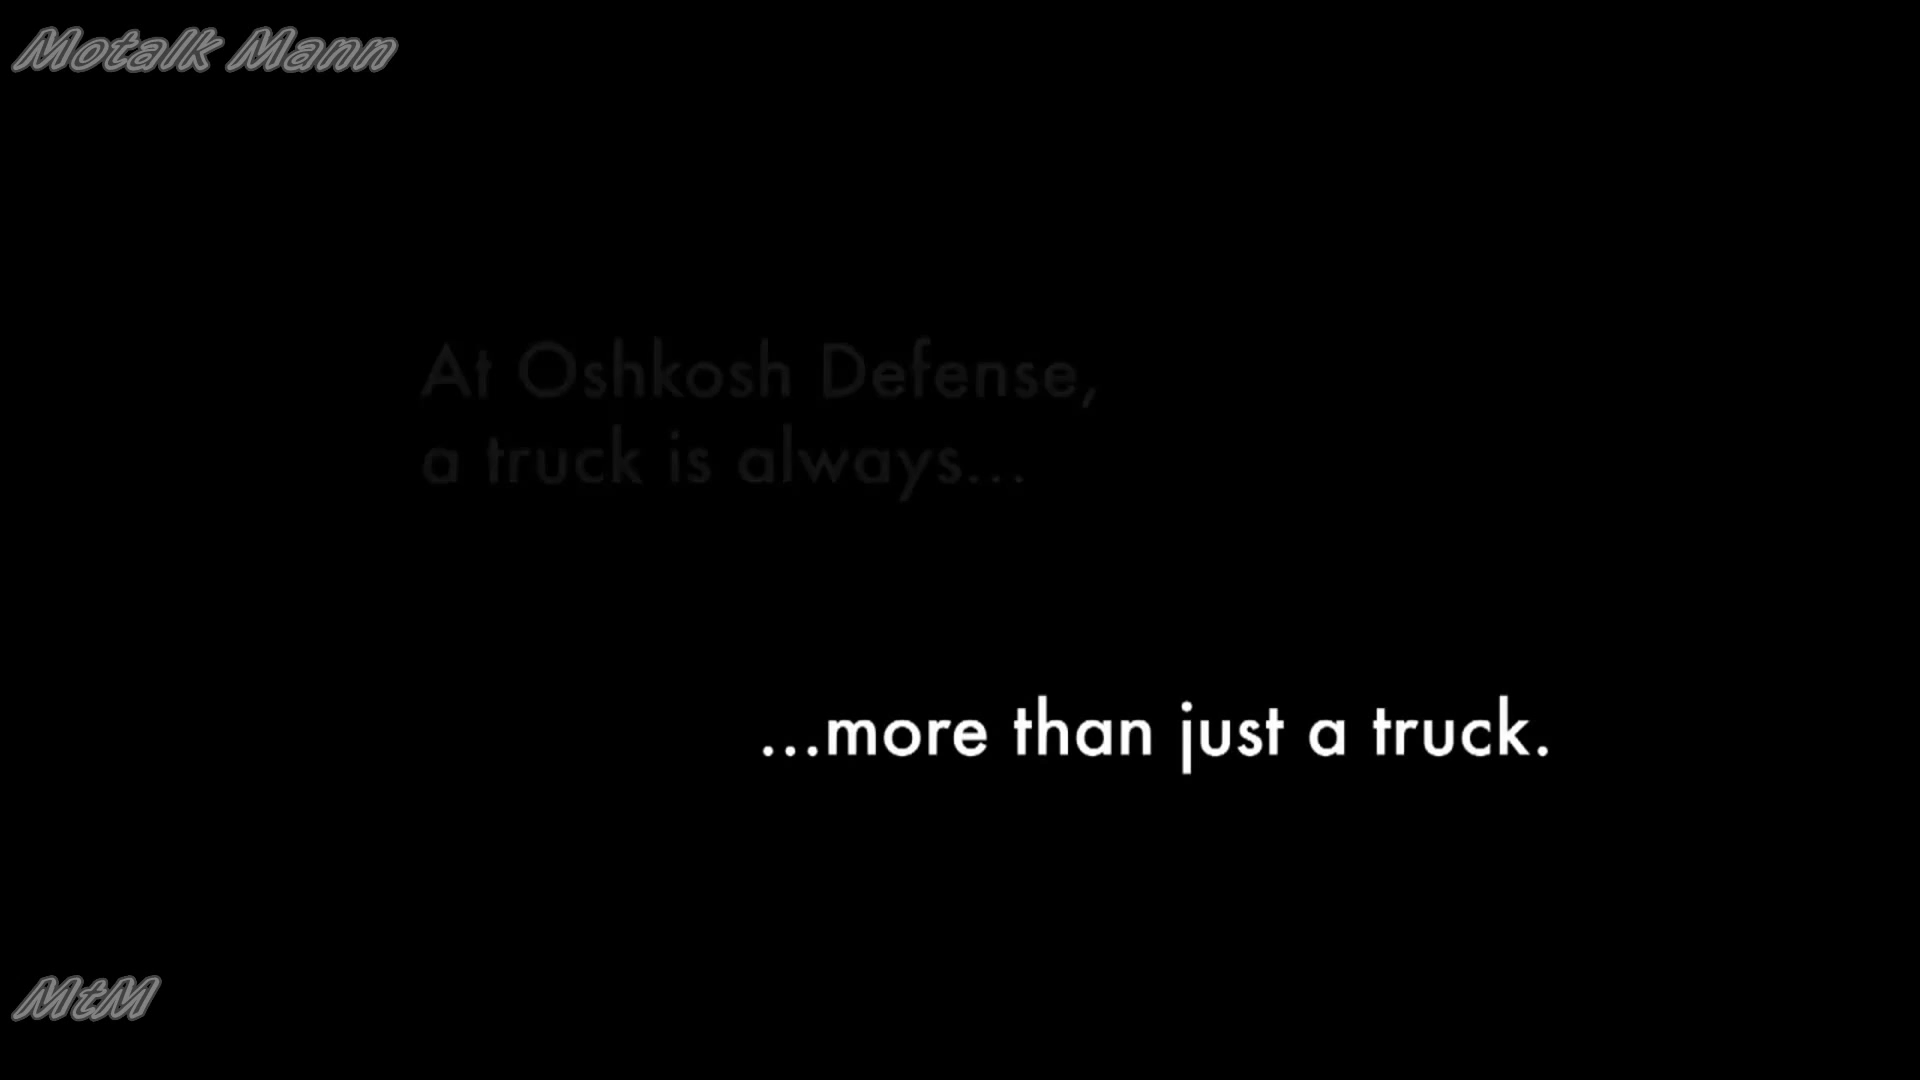 Motalk Mann
At Oshkosh Defense,
a truck is always...
...more than just a truck.
MtM